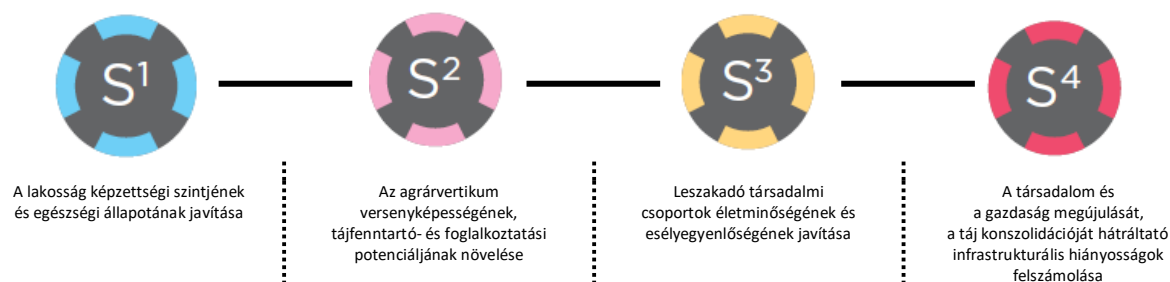 S¹
S²
S³
S⁴
A lakosság képzettségi szintjének
és egészségi állapotának javítása
Az agrárvertikum
versenyképességének,
tájfenntartó- és foglalkoztatási
potenciáljának növelése
Leszakadó társadalmi
csoportok életminőségének és
esélyegyenlőségének javítása
A társadalom és
a gazdaság megújulását,
a táj konszolidációját hátráltató
infrastrukturális hiányosságok
felszámolása